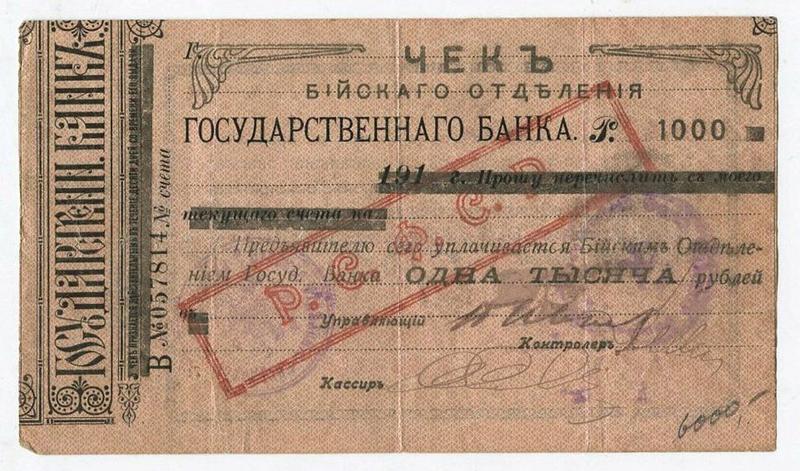 ГОСУДАРСТВЕНН. БАНКЪ.
В №057814 № счета
Г.
ЧЕКЪ
БІЙСКАГО ОТДѢЛЕНІЯ
ГОСУДАРСТВЕННАГО БАНКА. Р. 1000
191 г. Прошу перечислить съ моего
текущаго счета на
Предъявителю сего уплачивается Бійскимъ Отдѣле-
ніемъ Госуд. Банка ОДНА ТЫСЯЧА рублей
Р. С. Ф. С. Р
Управляющій
Контролеръ
Кассиръ
6000,-